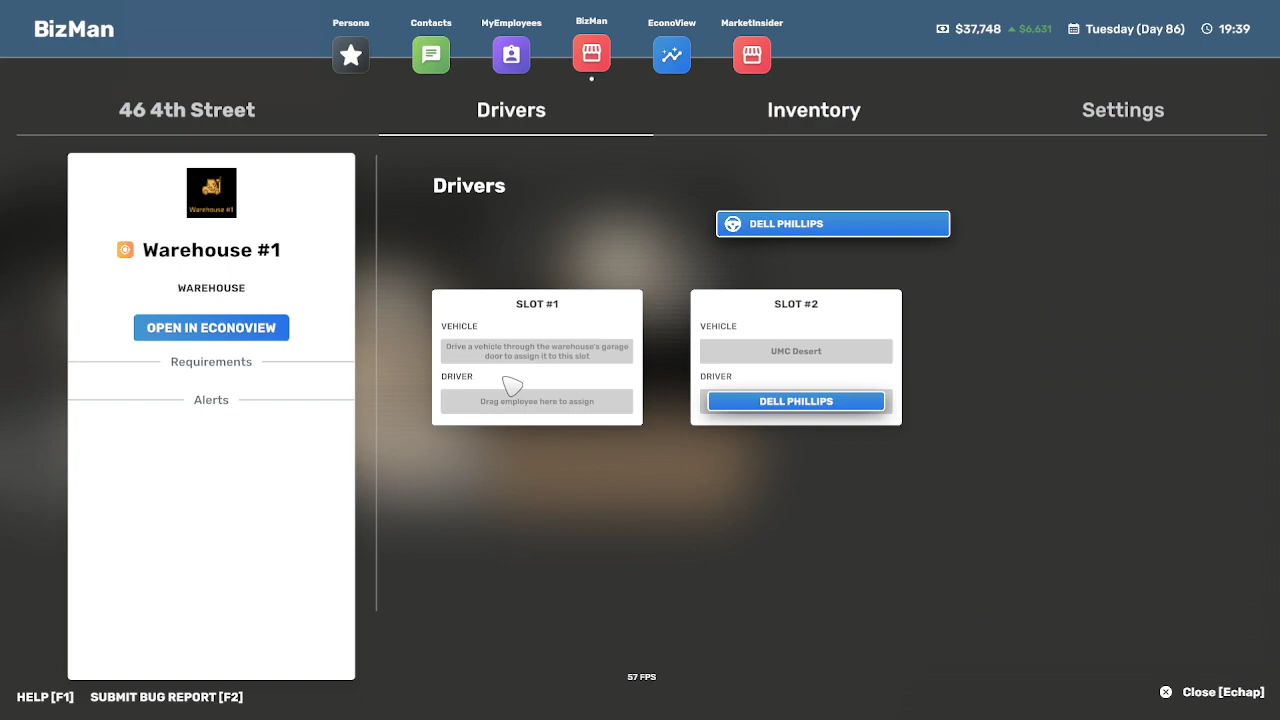 BizMan
Persona
Contacts
MyEmployees
BizMan
EconoView
MarketInsider
$37,748 $6,631
Tuesday (Day 86)
19:39
46 4th Street
Drivers
Inventory
Settings
Warehouse #1
Warehouse #1
WAREHOUSE
OPEN IN ECONOVIEW
Requirements
Alerts
Drivers
DELL PHILLIPS
SLOT #1
VEHICLE
Drive a vehicle through the warehouse's garage
door to assign it to this slot
DRIVER
Drag employee here to assign
SLOT #2
VEHICLE
UMC Desert
DRIVER
DELL PHILLIPS
57 FPS
HELP [F1]
SUBMIT BUG REPORT [F2]
Close [Echap]